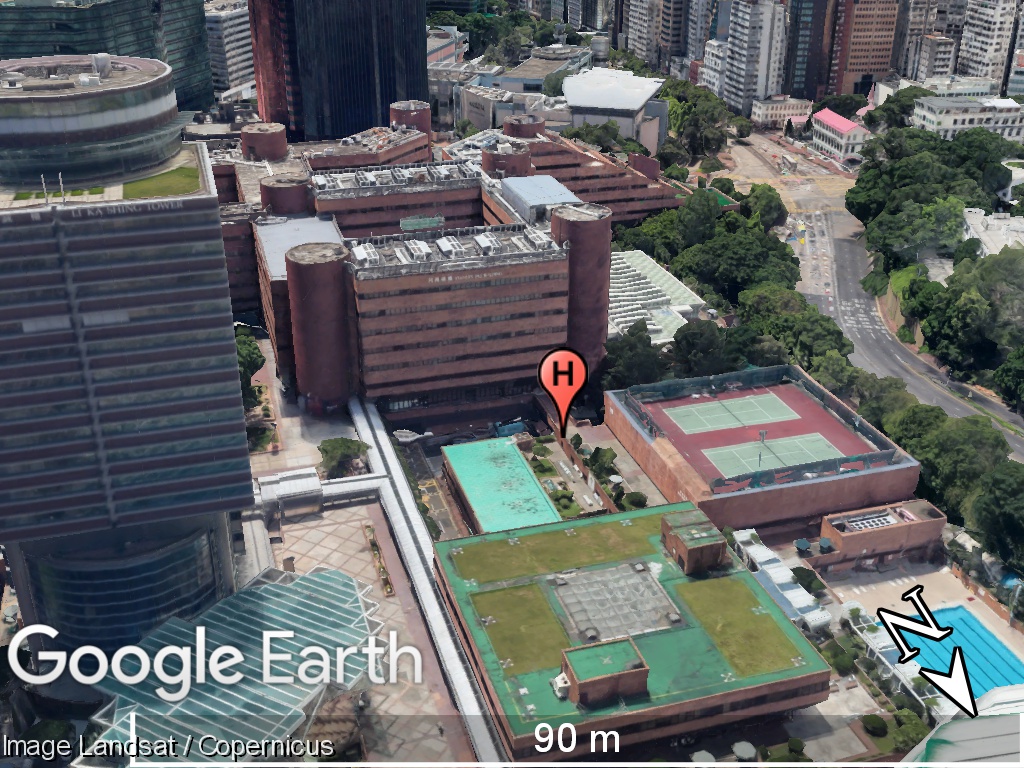 LI KA SHING TOWER
H
N
Google Earth
90 m
Image Landsat / Copernicus